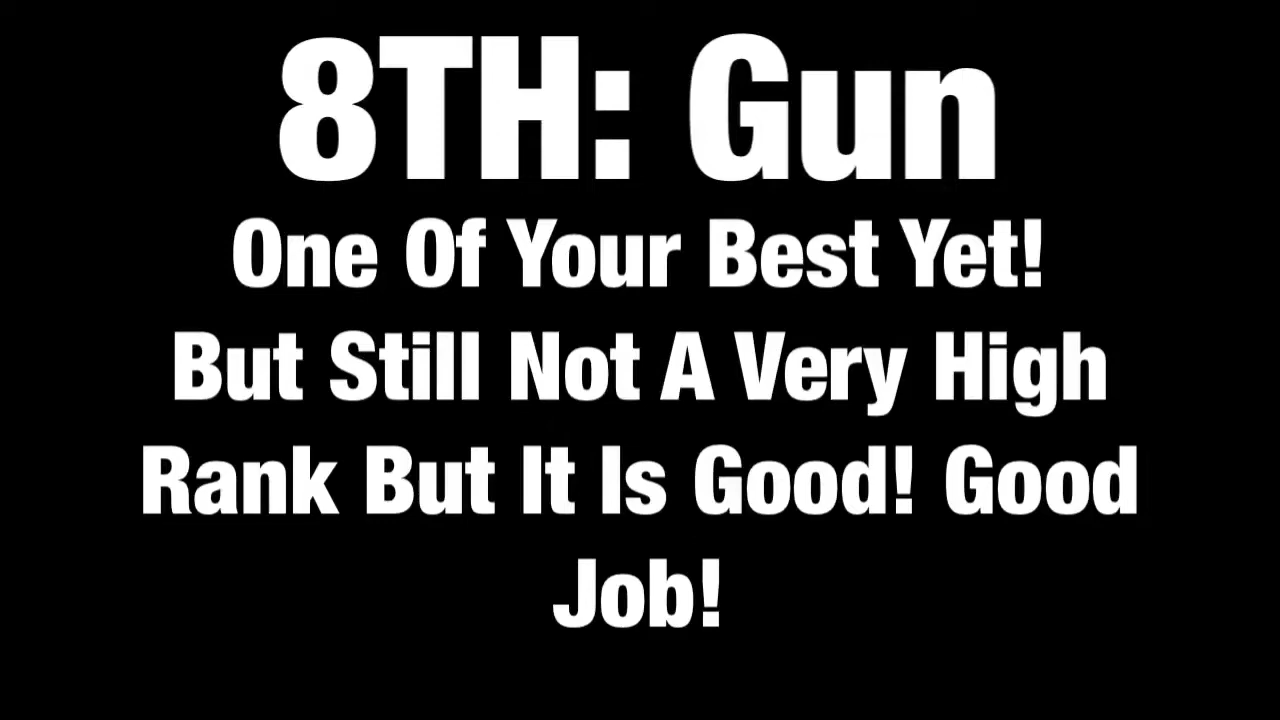 8TH: Gun
One Of Your Best Yet!
But Still Not A Very High
Rank But It Is Good! Good
Job!